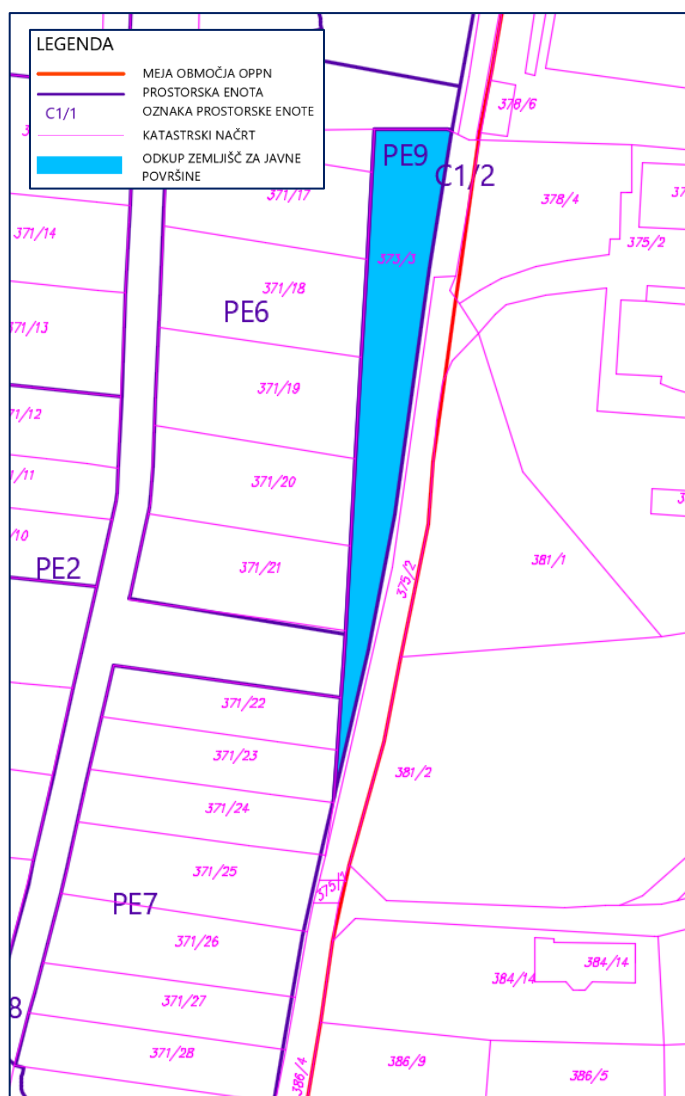 LEGENDA
MEJA OBMOČJA OPPN
PROSTORSKA ENOTA
C1/1
OZNAKA PROSTORSKE ENOTE
KATASTRSKI NAČRT
ODKUP ZEMLJIŠČ ZA JAVNE
POVRŠINE
378/6
PE9
C1/2
371/17
378/4
371/14
375/2
373/3
371/18
PE6
371/13
371/19
371/12
371/20
371/21
PE2
375/2
381/1
371/22
371/23
381/2
371/24
371/25
PE7
371/26
384/14
384/14
371/27
371/28
386/4
386/9
386/5